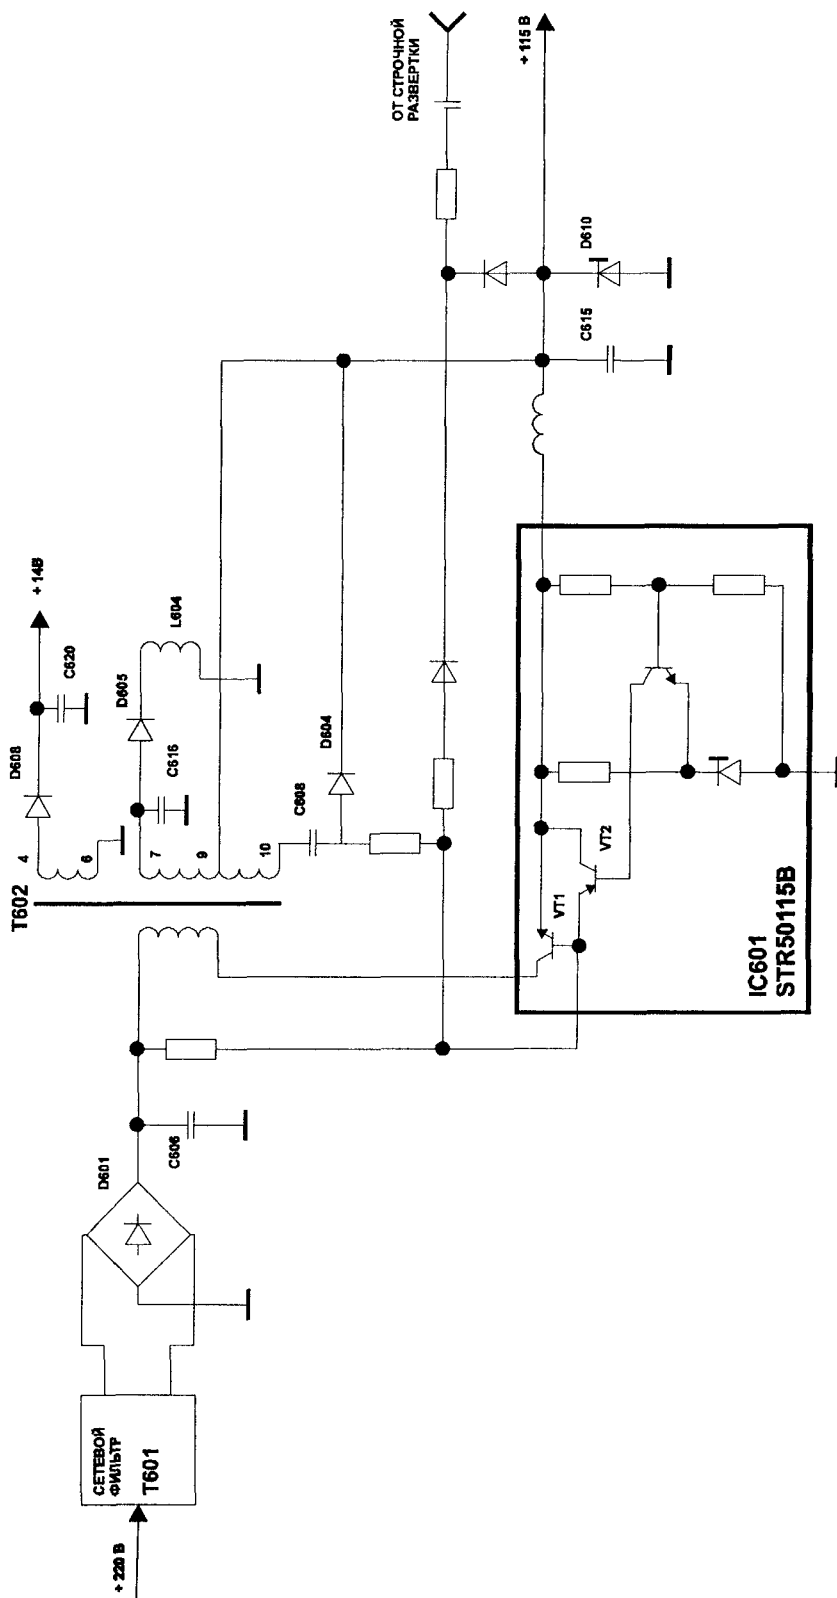 + 220 В
СЕТЕВОЙ
ФИЛЬТР
T601
D601
C606
T602
4
6
7
9
10
D608
+ 14В
C620
D605
L604
C616
C608
D604
ОТ СТРОЧНОЙ
РАЗВЕРТКИ
+ 115 В
D610
C615
VT1
VT2
IC601
STR50115B